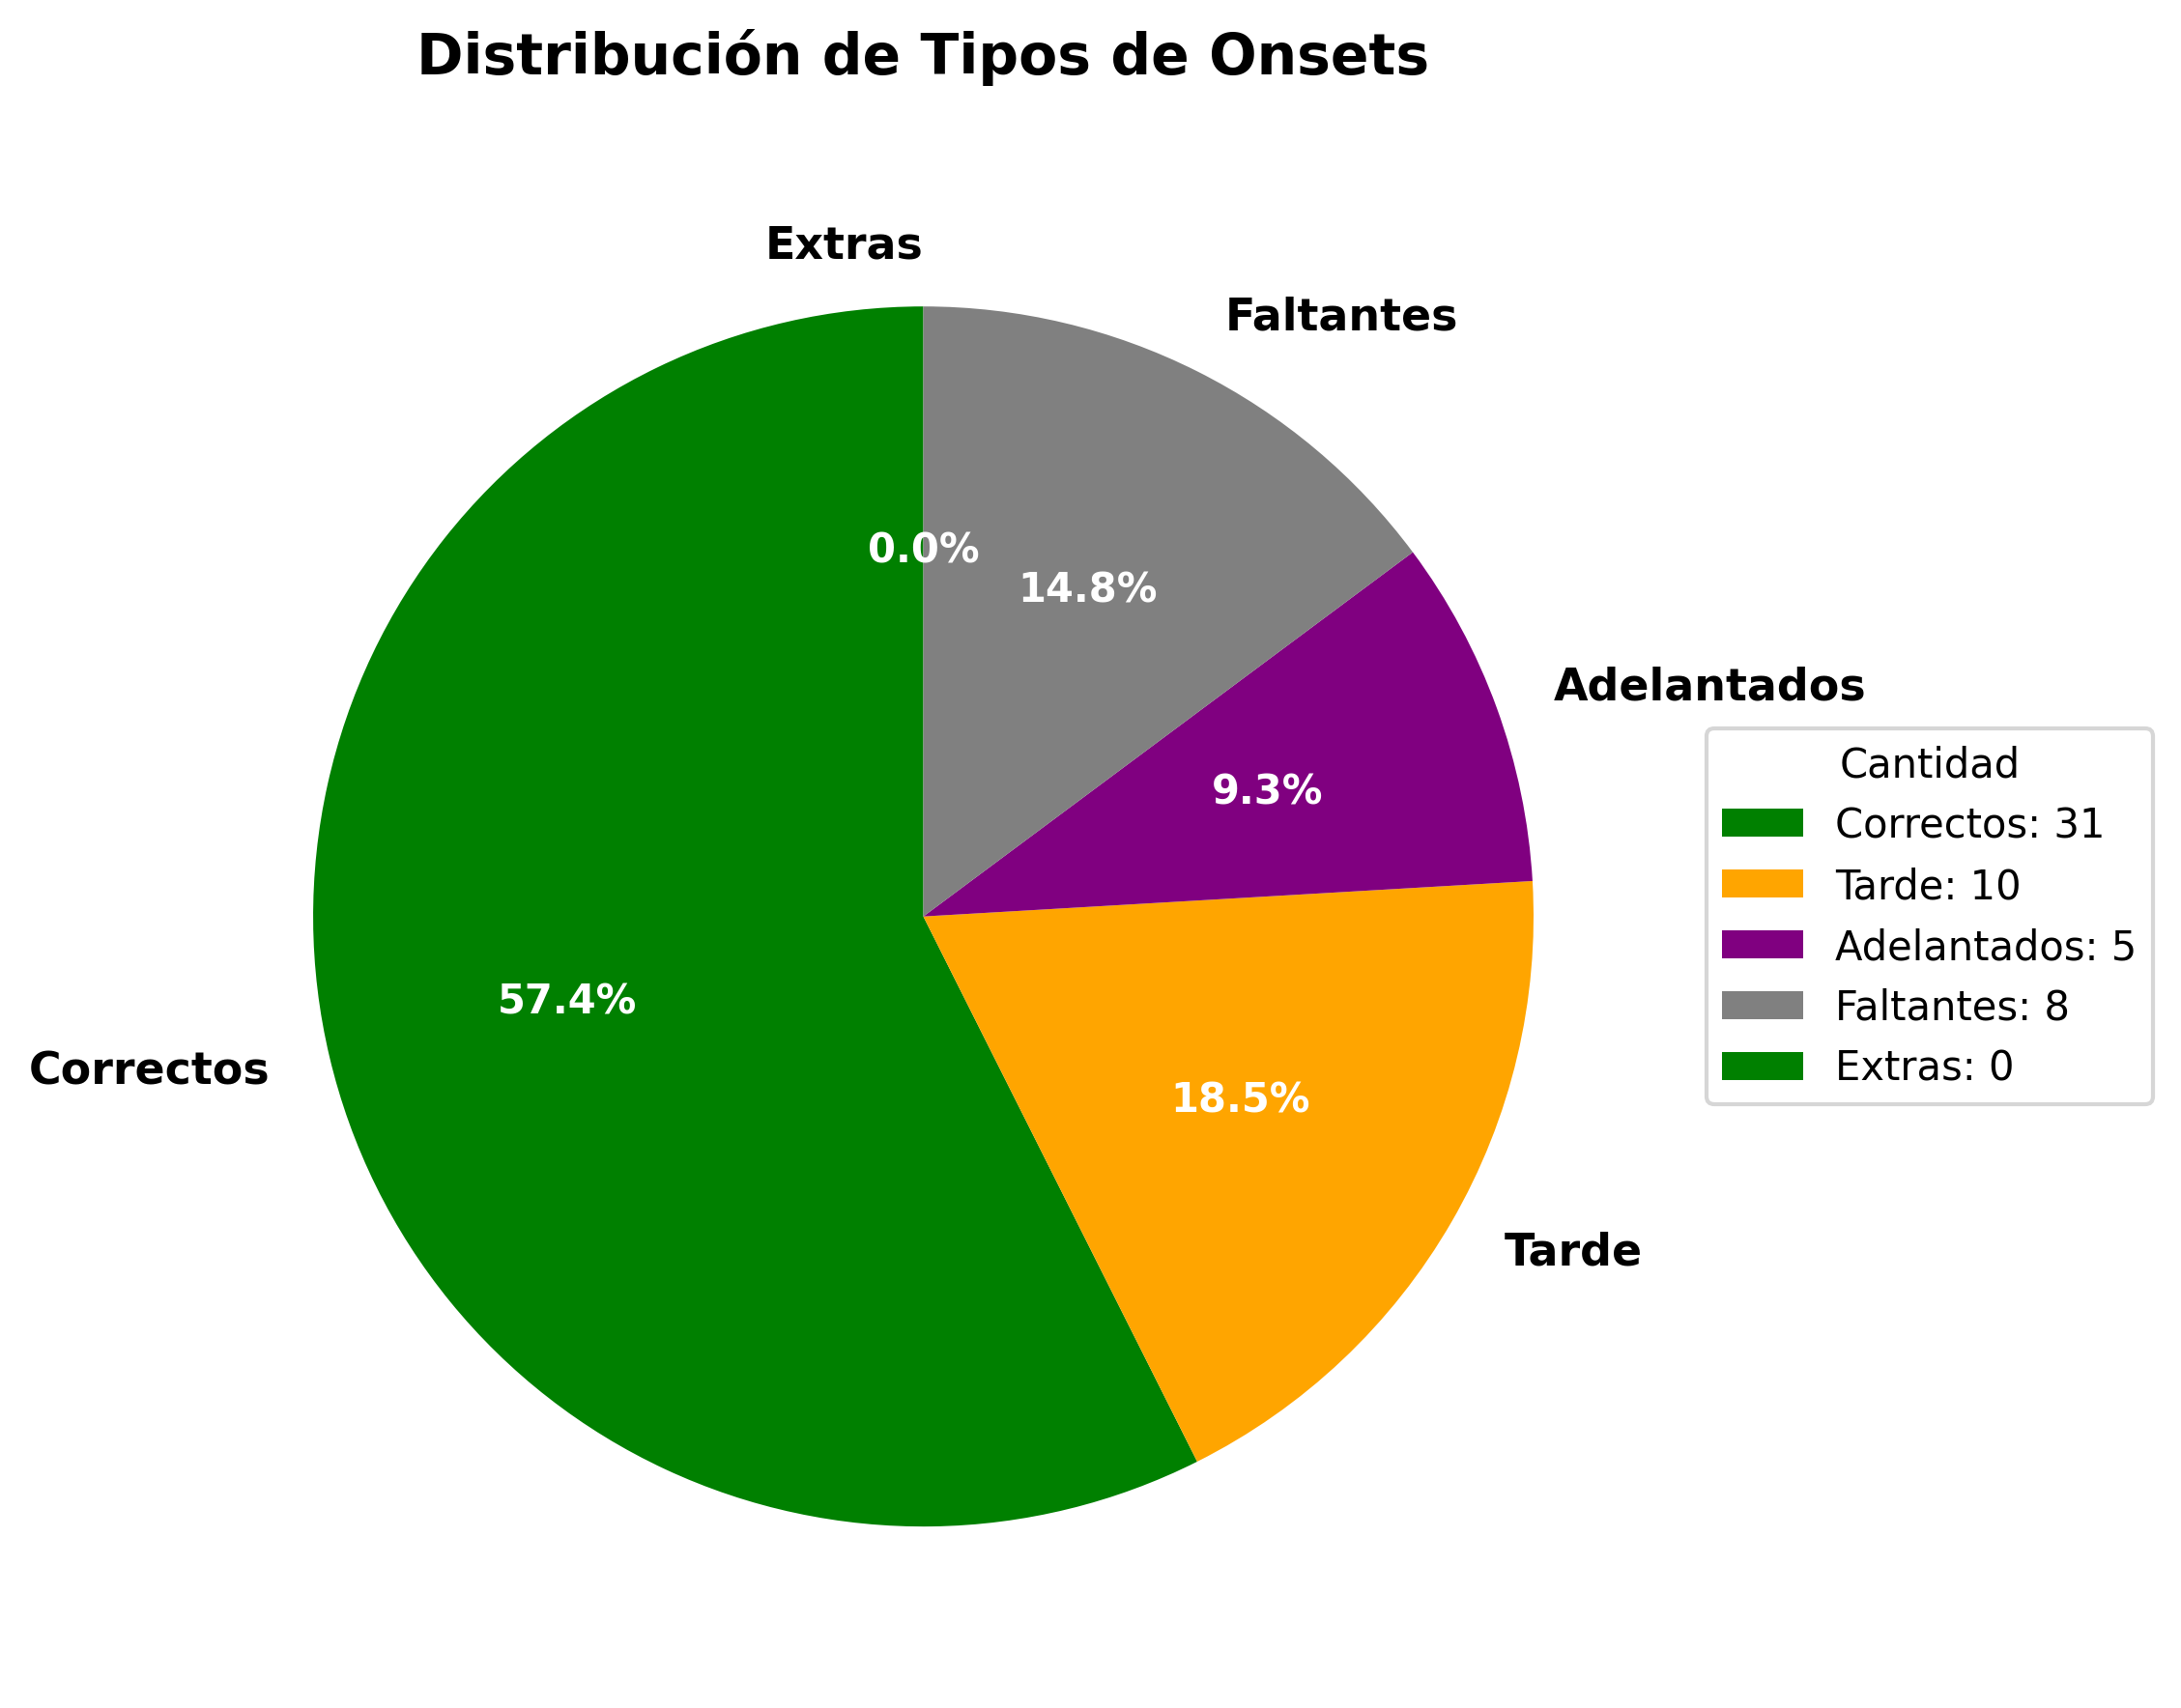 Distribución de Tipos de Onsets
Extras
Faltantes
0.0%
14.8%
Adelantados
9.3%
57.4%
Correctos
18.5%
Tarde
Cantidad
Correctos: 31
Tarde: 10
Adelantados: 5
Faltantes: 8
Extras: 0